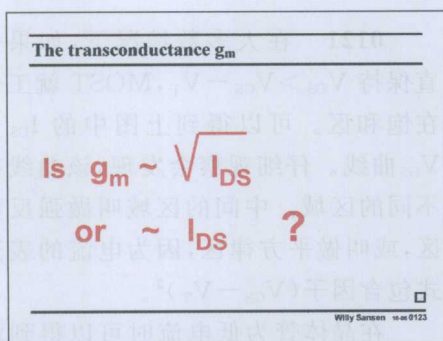 The transconductance gm
Is gm ~ √IDS
or ~ IDS ?
Willy Sansen 10-05 0123